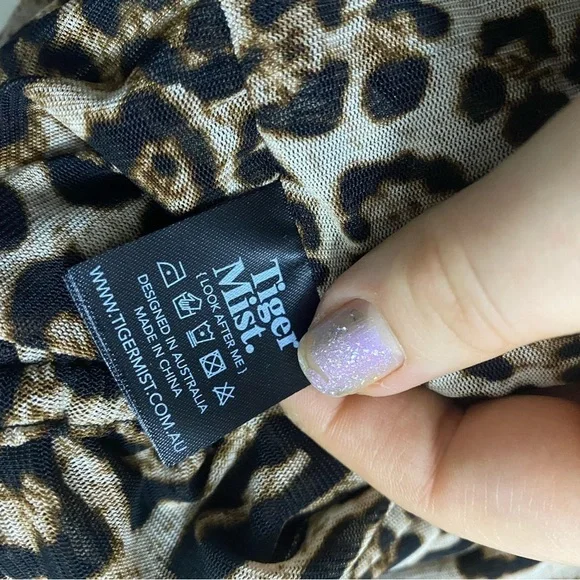 Tiger
Mist.
[ LOOK AFTER ME ]
DESIGNED IN AUSTRALIA
MADE IN CHINA
WWW.TIGERMIST.COM.AU